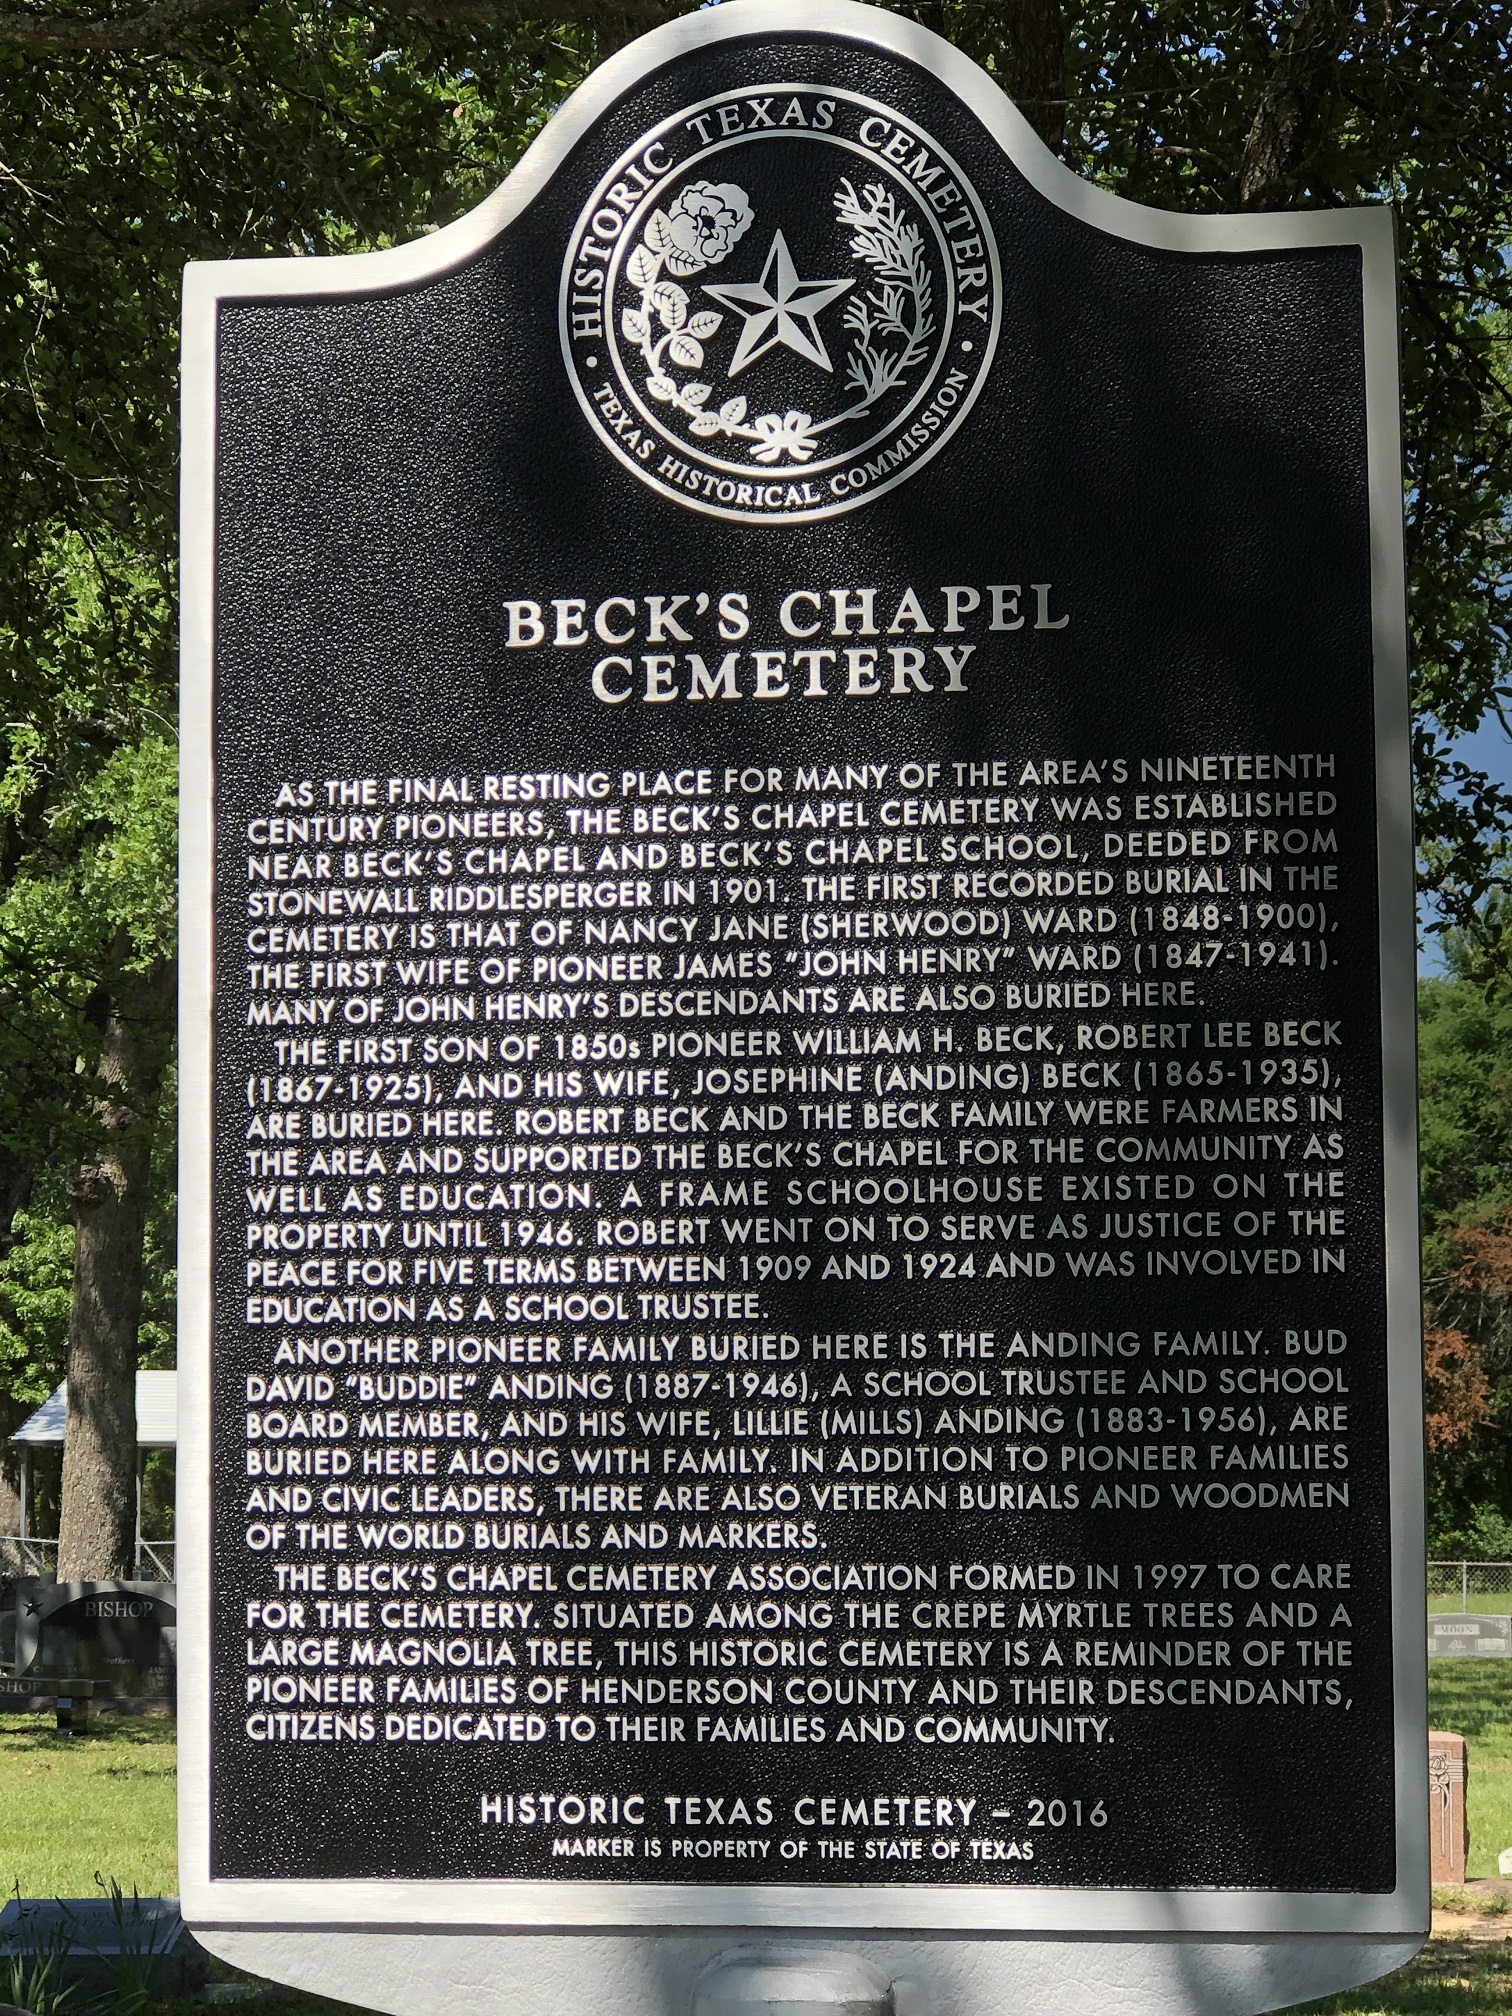 HISTORIC TEXAS CEMETERY
TEXAS HISTORICAL COMMISSION
BECK'S CHAPEL
CEMETERY
AS THE FINAL RESTING PLACE FOR MANY OF THE AREA'S NINETEENTH
CENTURY PIONEERS, THE BECK'S CHAPEL CEMETERY WAS ESTABLISHED
NEAR BECK'S CHAPEL AND BECK'S CHAPEL SCHOOL, DEEDED FROM
STONEWALL RIDDLESPERGER IN 1901. THE FIRST RECORDED BURIAL IN THE
CEMETERY IS THAT OF NANCY JANE (SHERWOOD) WARD (1848-1900),
THE FIRST WIFE OF PIONEER JAMES "JOHN HENRY" WARD (1847-1941).
MANY OF JOHN HENRY'S DESCENDANTS ARE ALSO BURIED HERE.
THE FIRST SON OF 1850s PIONEER WILLIAM H. BECK, ROBERT LEE BECK
(1867-1925), AND HIS WIFE, JOSEPHINE (ANDING) BECK (1865-1935),
ARE BURIED HERE. ROBERT BECK AND THE BECK FAMILY WERE FARMERS IN
THE AREA AND SUPPORTED THE BECK'S CHAPEL FOR THE COMMUNITY AS
WELL AS EDUCATION. A FRAME SCHOOLHOUSE EXISTED ON THE
PROPERTY UNTIL 1946. ROBERT WENT ON TO SERVE AS JUSTICE OF THE
PEACE FOR FIVE TERMS BETWEEN 1909 AND 1924 AND WAS INVOLVED IN
EDUCATION AS A SCHOOL TRUSTEE.
ANOTHER PIONEER FAMILY BURIED HERE IS THE ANDING FAMILY. BUD
DAVID "BUDDIE" ANDING (1887-1946), A SCHOOL TRUSTEE AND SCHOOL
BOARD MEMBER, AND HIS WIFE, LILLIE (MILLS) ANDING (1883-1956), ARE
BURIED HERE ALONG WITH FAMILY. IN ADDITION TO PIONEER FAMILIES
AND CIVIC LEADERS, THERE ARE ALSO VETERAN BURIALS AND WOODMEN
OF THE WORLD BURIALS AND MARKERS.
THE BECK'S CHAPEL CEMETERY ASSOCIATION FORMED IN 1997 TO CARE
FOR THE CEMETERY. SITUATED AMONG THE CREPE MYRTLE TREES AND A
LARGE MAGNOLIA TREE, THIS HISTORIC CEMETERY IS A REMINDER OF THE
PIONEER FAMILIES OF HENDERSON COUNTY AND THEIR DESCENDANTS,
CITIZENS DEDICATED TO THEIR FAMILIES AND COMMUNITY.
HISTORIC TEXAS CEMETERY – 2016
MARKER IS PROPERTY OF THE STATE OF TEXAS
BISHOP
MOON